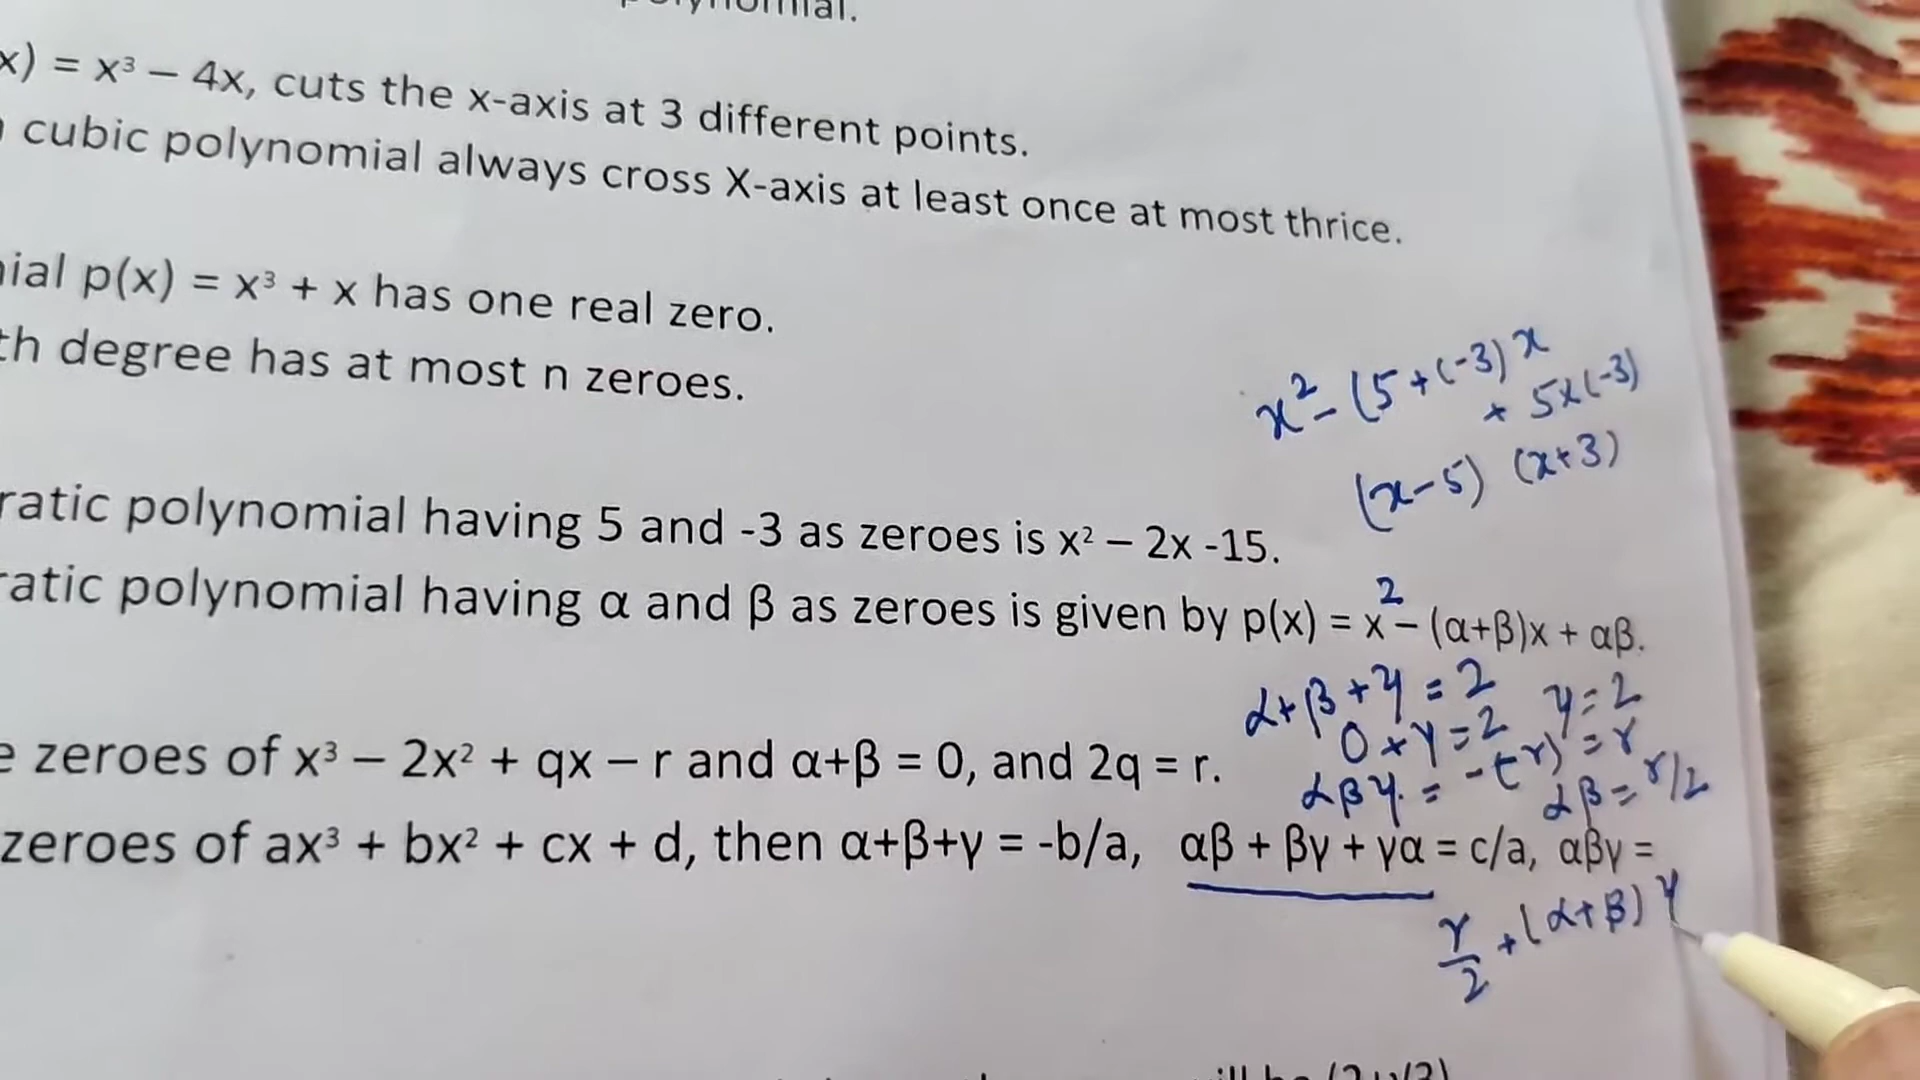 x) = x³ – 4x, cuts the x-axis at 3 different points.
cubic polynomial always cross X-axis at least once at most thrice.
ial p(x) = x³ + x has one real zero.
th degree has at most n zeroes.
x² - (5+(-3) x
+ 5x(-3)
(x-5) (x+3)
ratic polynomial having 5 and -3 as zeroes is x² – 2x -15.
ratic polynomial having α and β as zeroes is given by p(x) = x² – (α+β)x + αβ.
α+β+γ = 2 γ=2
0+γ=2
e zeroes of x³ – 2x² + qx – r and α+β = 0, and 2q = r.
αβγ = -(-r) = r
αβ = r/2
zeroes of ax³ + bx² + cx + d, then α+β+γ = -b/a, αβ + βγ + γα = c/a, αβγ =
r/2 + (α+β) γ